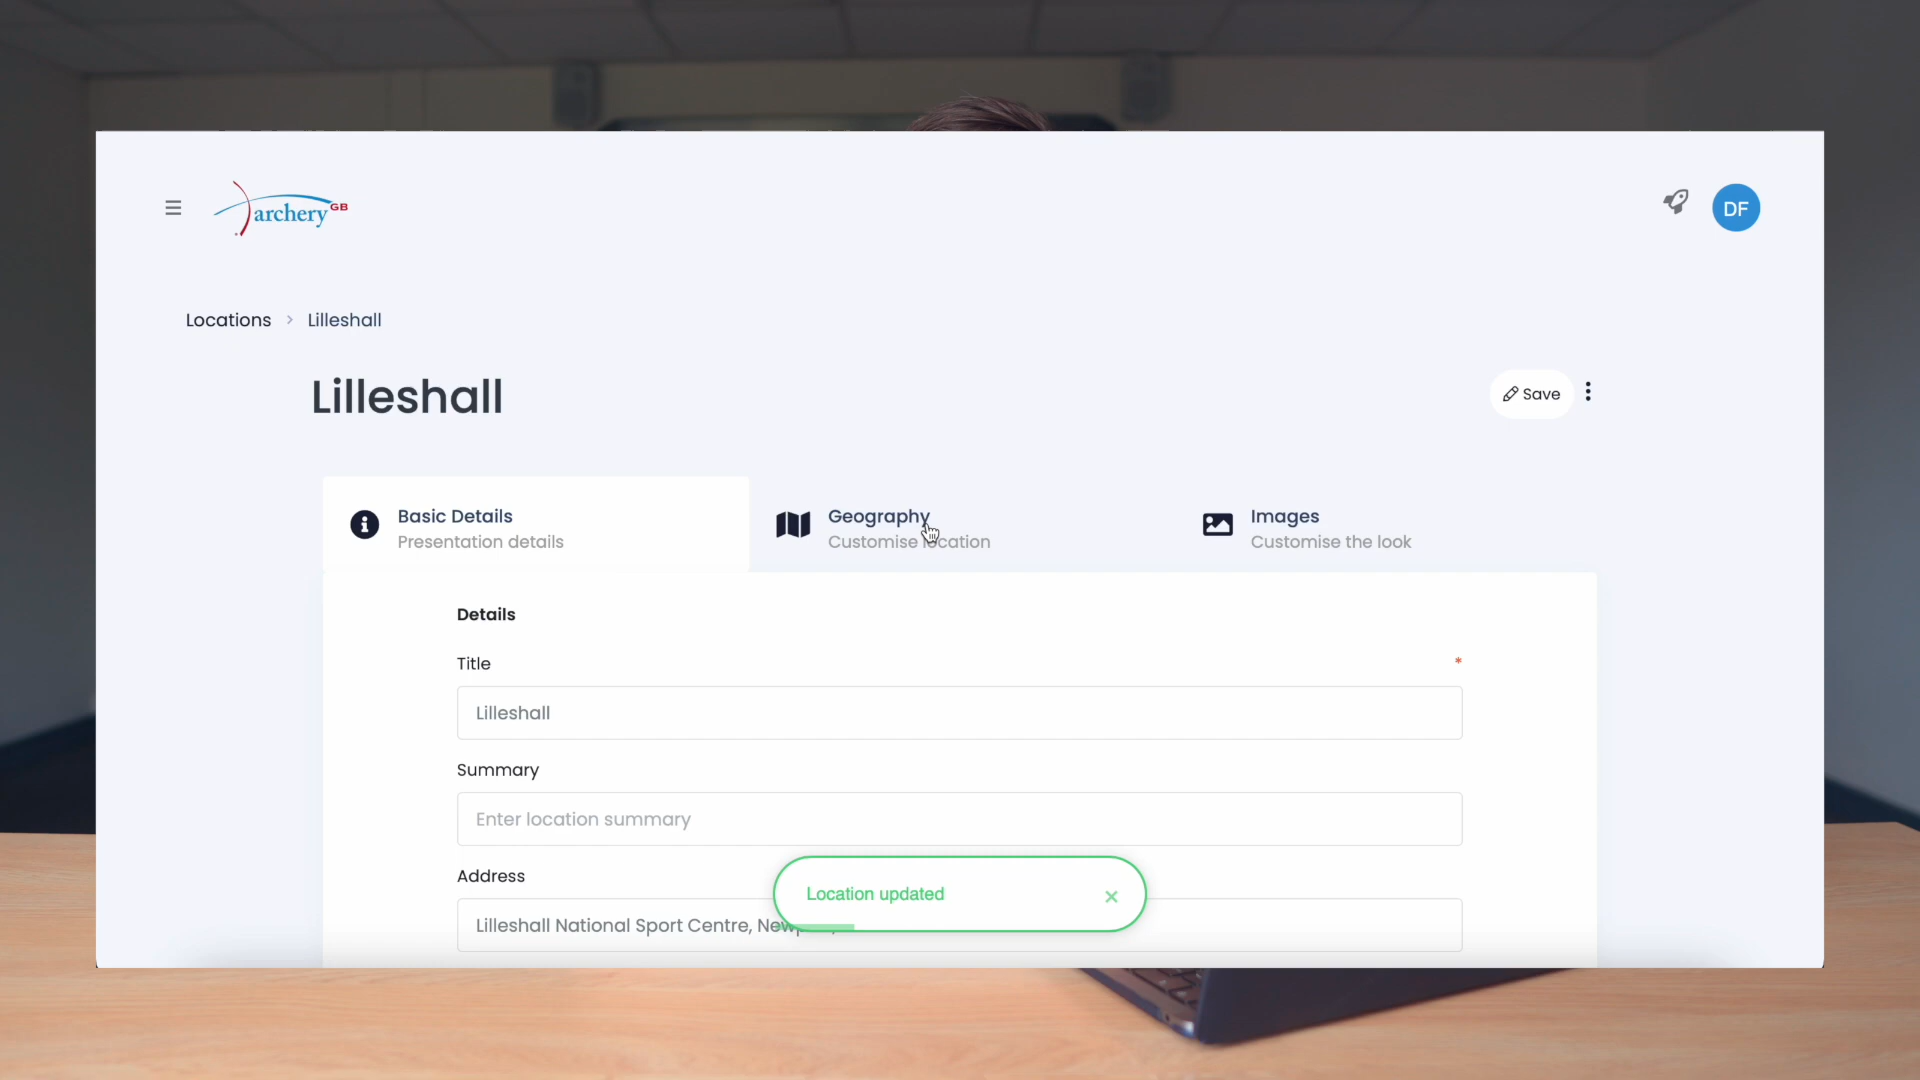 archery GB
DF
Locations > Lilleshall
Lilleshall
Save
Basic Details
Presentation details
Geography
Customise location
Images
Customise the look
Details
Title *
Lilleshall
Summary
Enter location summary
Address
Lilleshall National Sport Centre,
Location updated